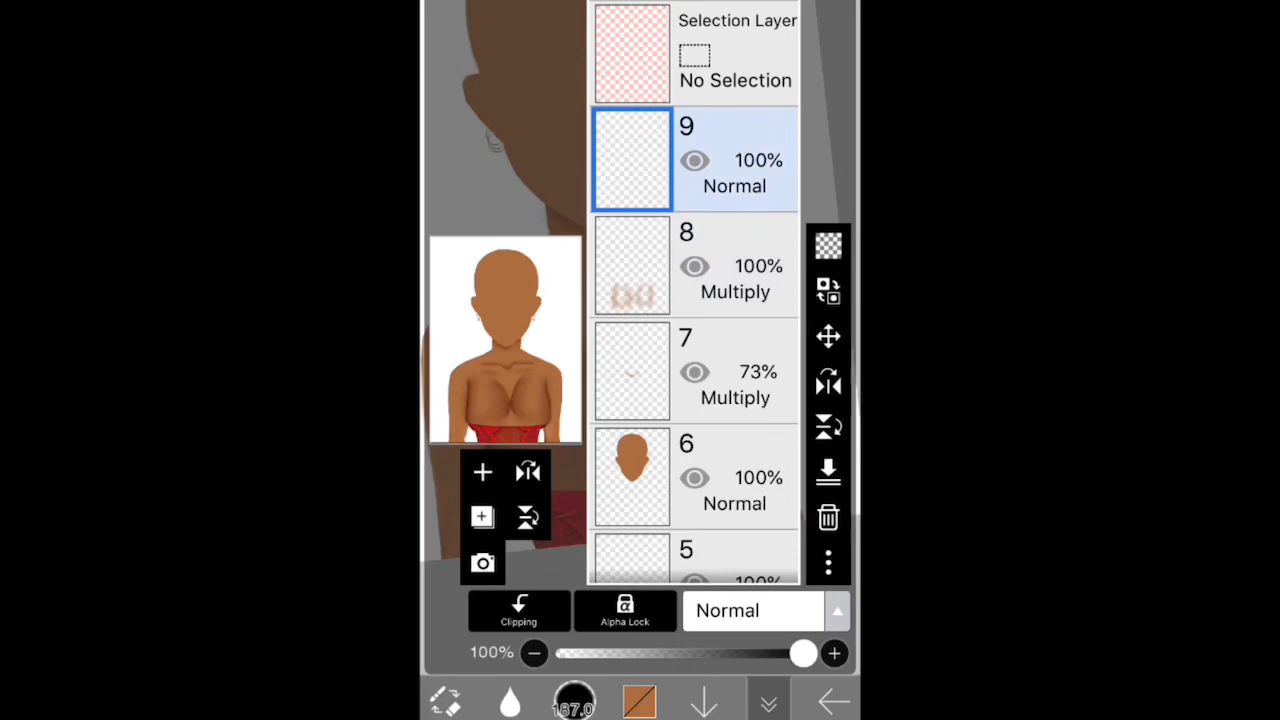 Selection Layer
No Selection
9
100%
Normal
8
100%
Multiply
7
73%
Multiply
6
100%
Normal
5
100%
Clipping
α
Alpha Lock
Normal
100%
187.0